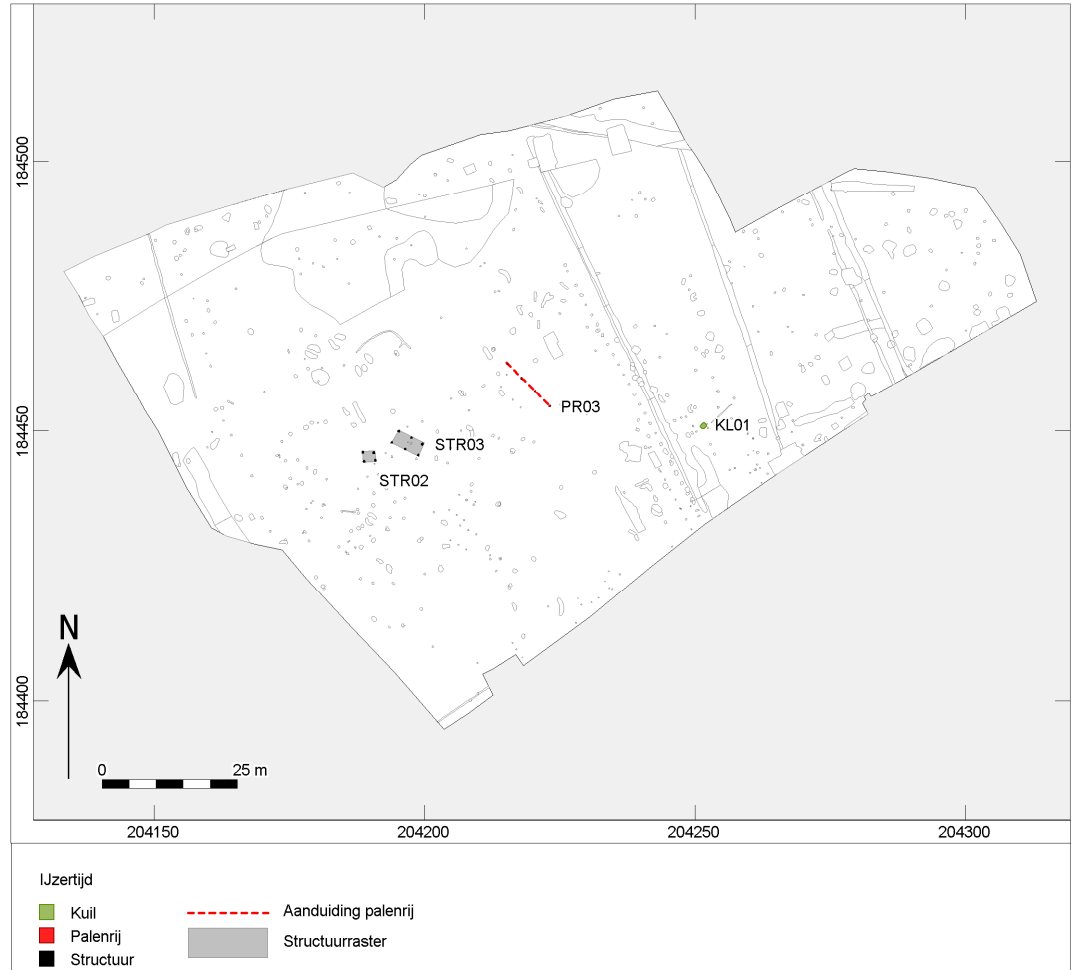 184500
184450
184400
PR03
KL01
STR03
STR02
N
0 25 m
204150 204200 204250 204300
IJzertijd
Kuil
Palenrij
Structuur
Aanduiding palenrij
Structuurraster